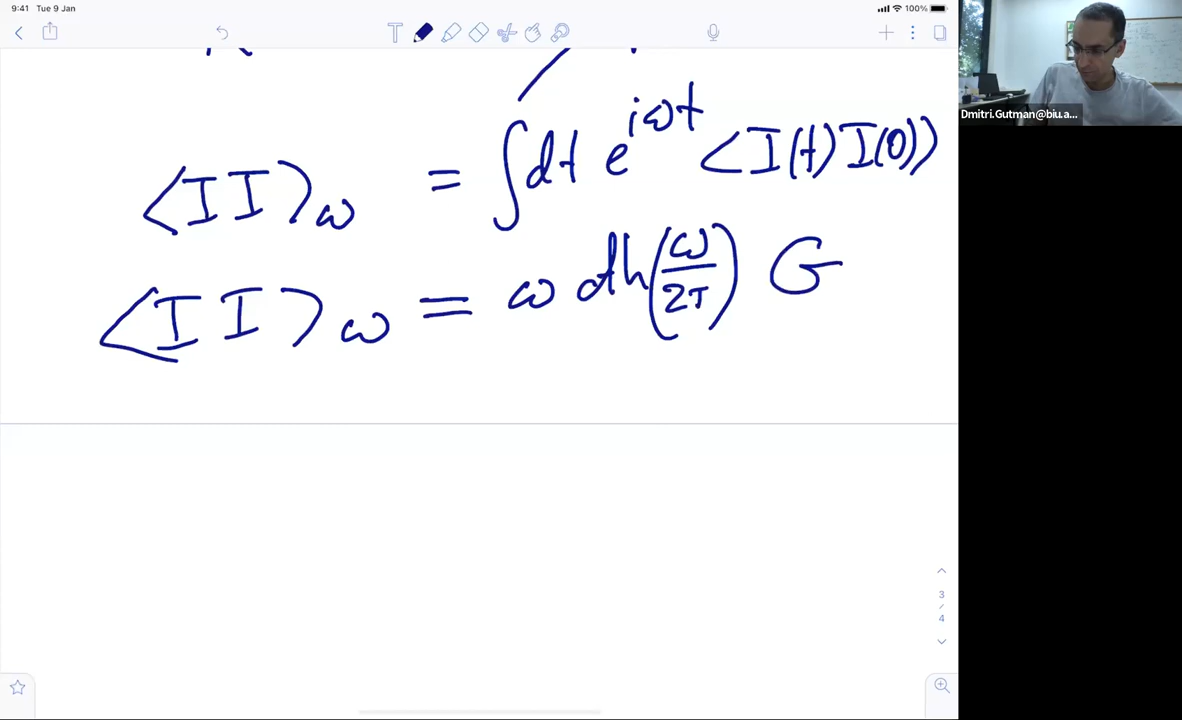 9:41 Tue 9 Jan
100%
T
Dmitri.Gutman@biu.a...
⟨II⟩ω = ∫dt e^{iωt} ⟨I(t)I(0)⟩
⟨II⟩ω = ω cth(ω/2T) G
3
/
4